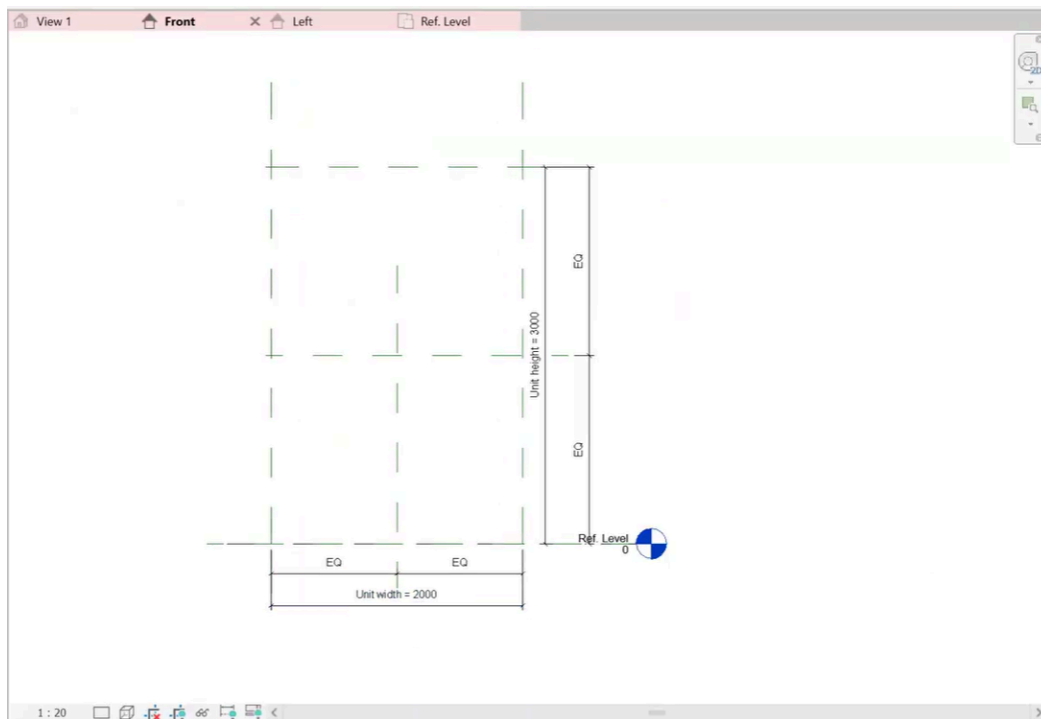 View 1
Front
Left
Ref. Level
2D
EQ
Unit height = 3000
EQ
Ref. Level
0
EQ
EQ
Unit width = 2000
1 : 20